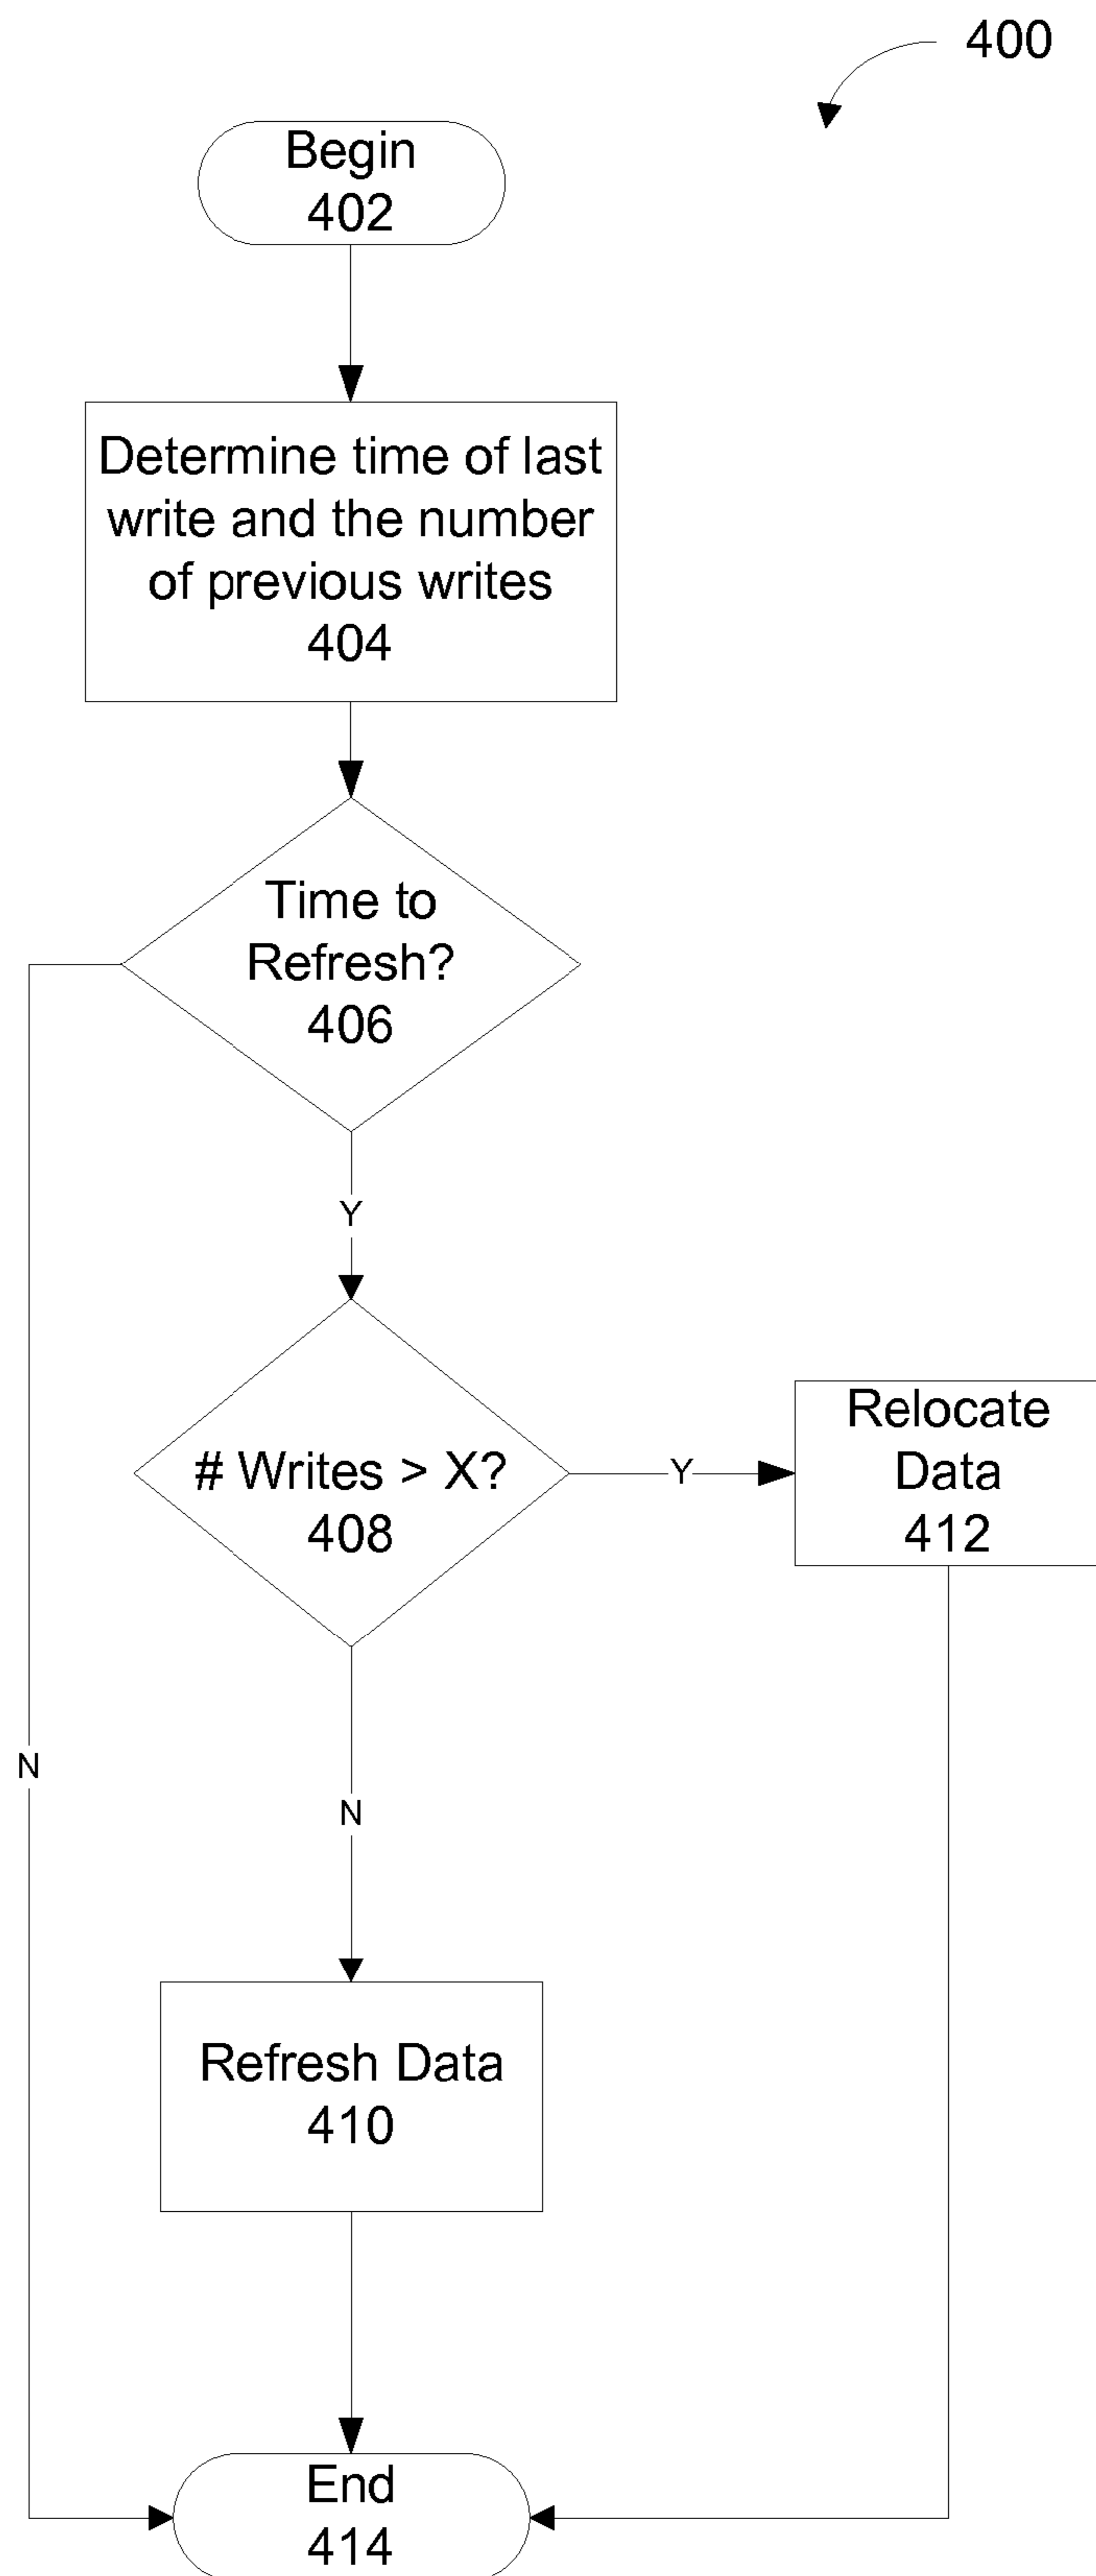 400
Begin
402
Determine time of last
write and the number
of previous writes
404
Time to
Refresh?
406
Y
# Writes > X?
408
Y
Relocate
Data
412
N
N
Refresh Data
410
End
414